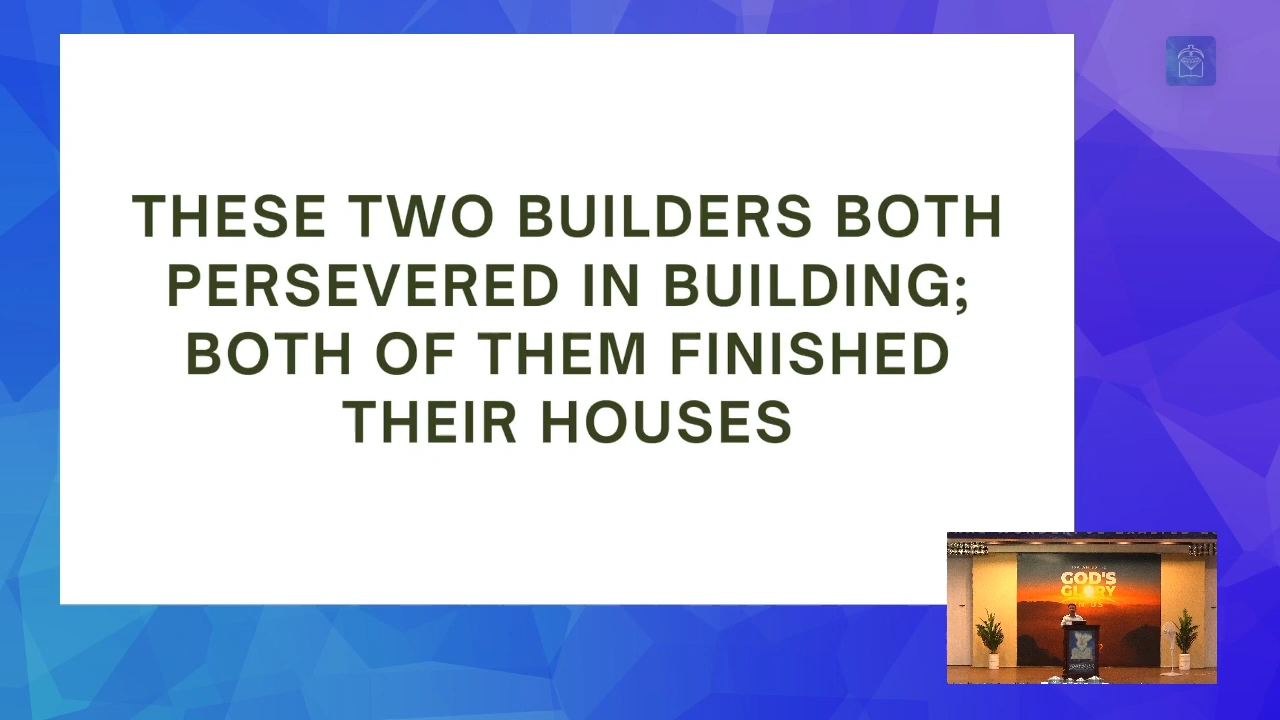 THESE TWO BUILDERS BOTH
PERSEVERED IN BUILDING;
BOTH OF THEM FINISHED
THEIR HOUSES
GOD'S
GLORY